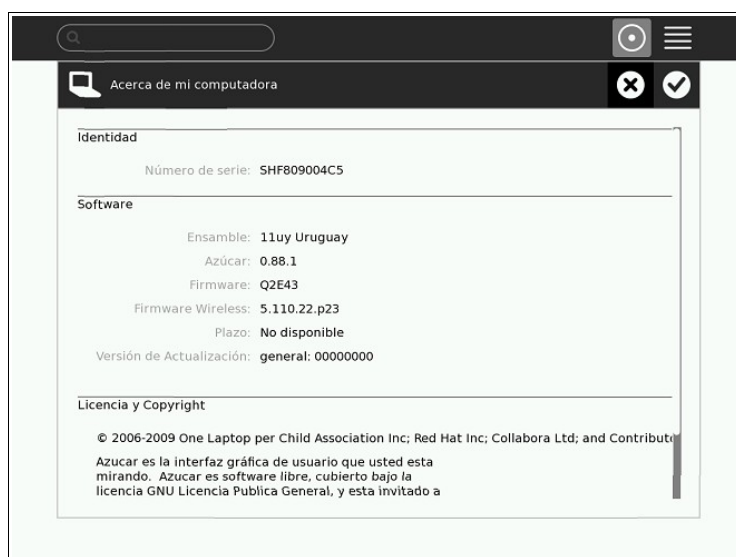 Acerca de mi computadora
Identidad
Número de serie: SHF809004C5
Software
Ensamble: 11uy Uruguay
Azúcar: 0.88.1
Firmware: Q2E43
Firmware Wireless: 5.110.22.p23
Plazo: No disponible
Versión de Actualización: general: 00000000
Licencia y Copyright
© 2006-2009 One Laptop per Child Association Inc; Red Hat Inc; Collabora Ltd; and Contribute
Azucar es la interfaz gráfica de usuario que usted esta
mirando. Azucar es software libre, cubierto bajo la
licencia GNU Licencia Publica General, y esta invitado a